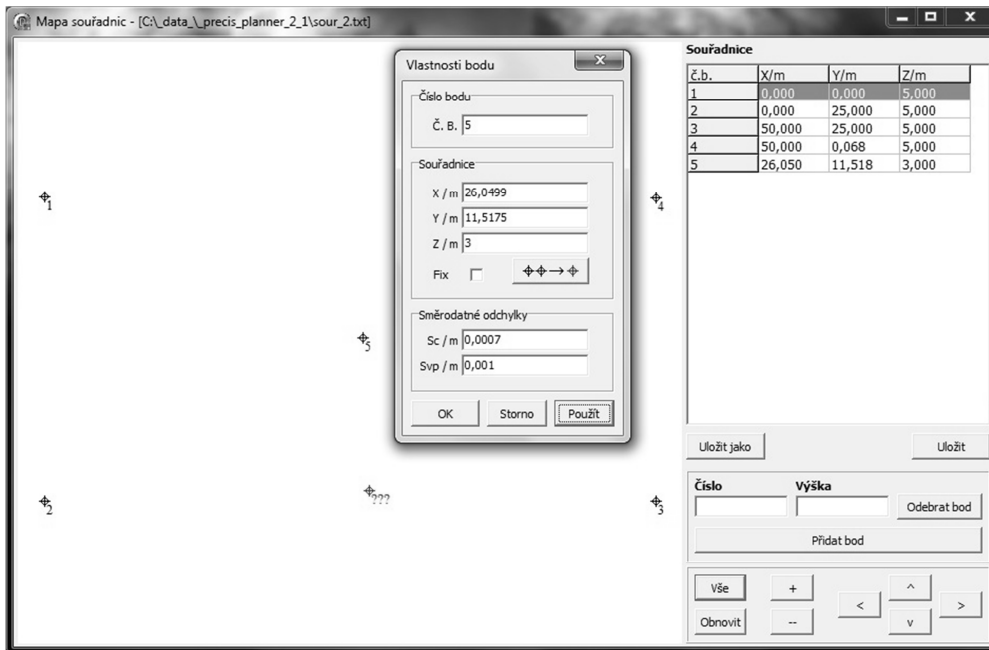 Mapa souřadnic - [C:\_data_\_precis_planner_2_1\sour_2.txt]
Vlastnosti bodu
Číslo bodu
Č. B. 5
Souřadnice
X / m 26,0499
Y / m 11,5175
Z / m 3
Fix
Směrodatné odchylky
Sc / m 0,0007
Svp / m 0,001
OK Storno Použít
1
4
5
2
???
3
Souřadnice
č.b. X/m Y/m Z/m
1 0,000 0,000 5,000
2 0,000 25,000 5,000
3 50,000 25,000 5,000
4 50,000 0,068 5,000
5 26,050 11,518 3,000
Uložit jako Uložit
Číslo Výška
Odebrat bod
Přidat bod
Vše + < ^ >
Obnovit -- v